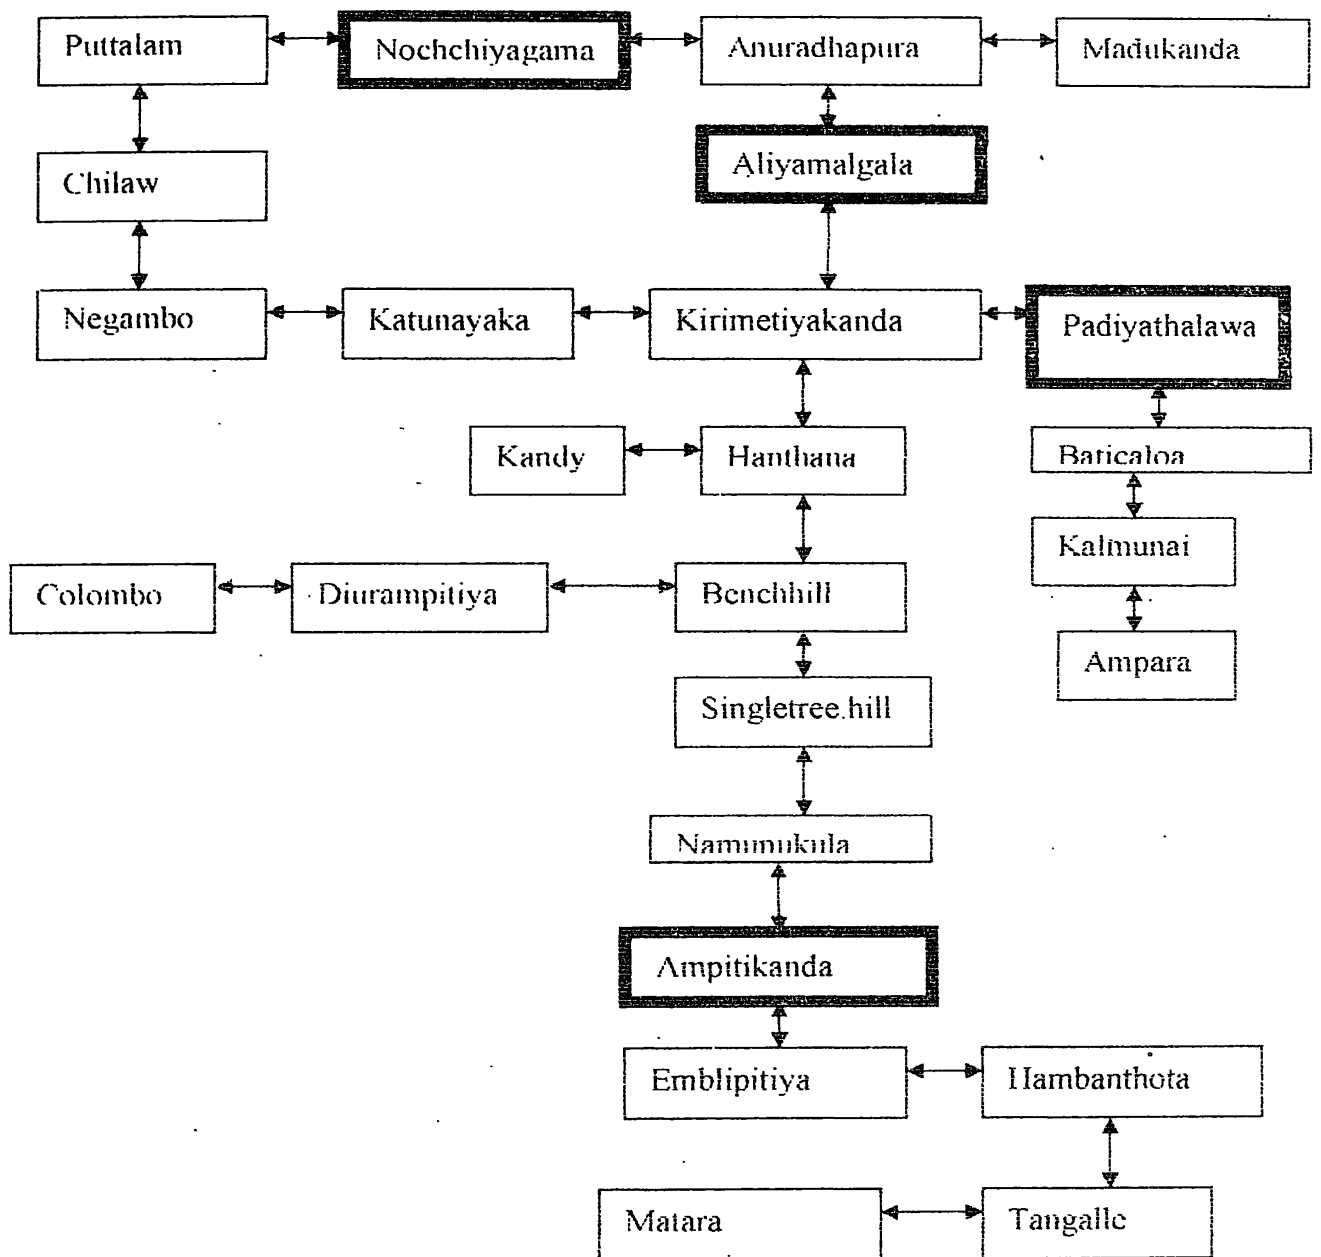 Puttalam
Nochchiyagama
Anuradhapura
Madukanda
Aliyamalgala
Chilaw
Negambo
Katunayaka
Kirimetiyakanda
Padiyathalawa
Kandy
Hanthana
Baticaloa
Kalmunai
Colombo
Diurampitiya
Benchhill
Ampara
Singletree.hill
Namunukula
Ampitikanda
Emblipitiya
Hambanthota
Matara
Tangalle